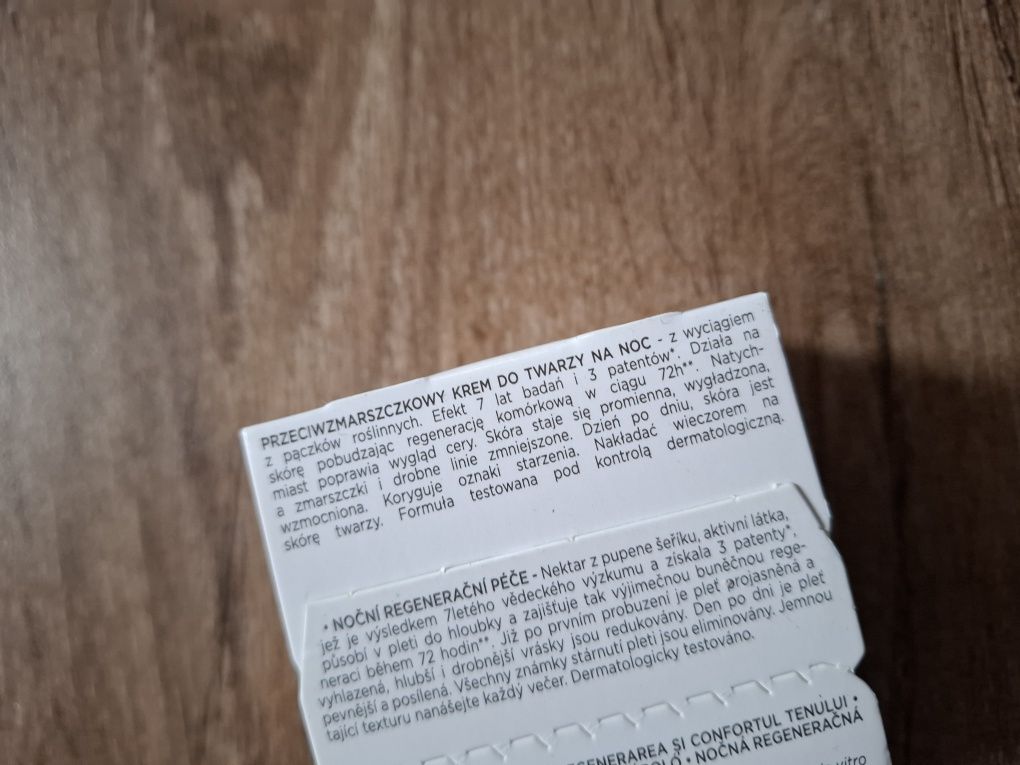 PRZECIWZMARSZCZKOWY KREM DO TWARZY NA NOC - z wyciągiem
z pączków roślinnych. Efekt 7 lat badań i 3 patentów*. Działa na
skórę pobudzając regenerację komórkową w ciągu 72h**. Natych-
miast poprawia wygląd cery. Skóra staje się promienna, wygładzona,
a zmarszczki i drobne linie zmniejszone. Dzień po dniu, skóra jest
wzmocniona. Koryguje oznaki starzenia. Nakładać wieczorem na
skórę twarzy. Formuła testowana pod kontrolą dermatologiczną.
• NOČNÍ REGENERAČNÍ PÉČE - Nektar z pupene šeříku, aktivní látka,
jež je výsledkem 7letého vědeckého výzkumu a získala 3 patenty*,
působí v pleti do hloubky a zajišťuje tak výjimečnou buněčnou rege-
neraci během 72 hodin**. Již po prvním probuzení je pleť projasněná a
vyhlazená, hlubší i drobnější vrásky jsou redukovány. Den po dni je pleť
pevnější a posílená. Všechny známky stárnutí pleti jsou eliminovány. Jemnou
tající texturu nanášejte každý večer. Dermatologicky testováno.
REGENERAREA ȘI CONFORTUL TENULUI •
• NOČNÁ REGENERAČNÁ
vitro